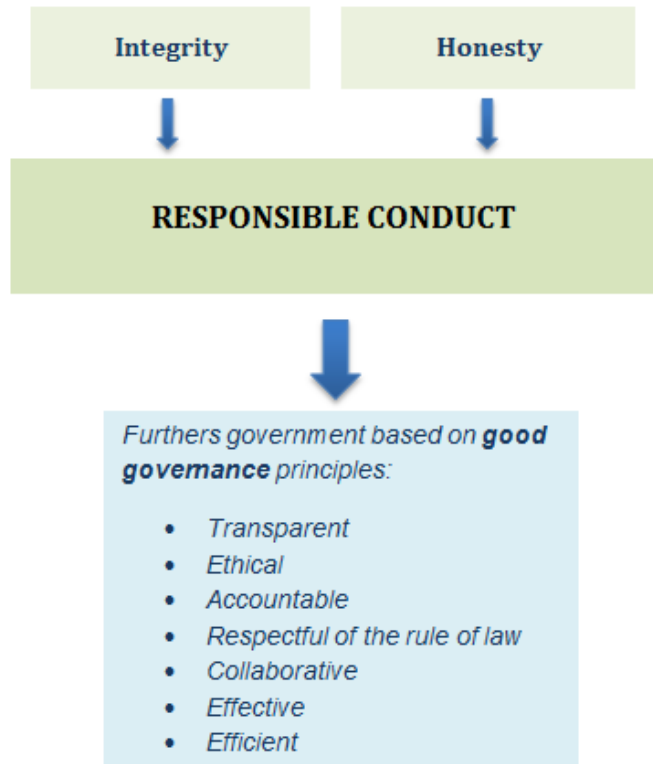 Integrity
Honesty
RESPONSIBLE CONDUCT
Furthers government based on good
governance principles:
• Transparent
• Ethical
• Accountable
• Respectful of the rule of law
• Collaborative
• Effective
• Efficient